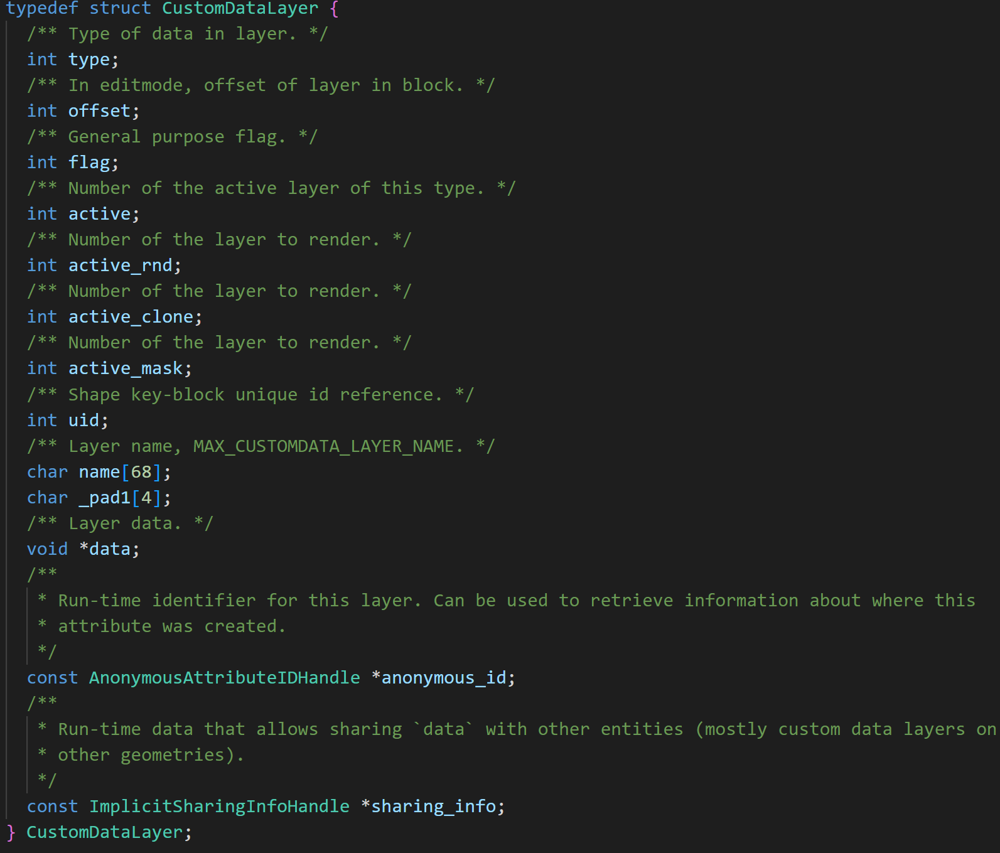 typedef struct CustomDataLayer {
  /** Type of data in layer. */
  int type;
  /** In editmode, offset of layer in block. */
  int offset;
  /** General purpose flag. */
  int flag;
  /** Number of the active layer of this type. */
  int active;
  /** Number of the layer to render. */
  int active_rnd;
  /** Number of the layer to render. */
  int active_clone;
  /** Number of the layer to render. */
  int active_mask;
  /** Shape key-block unique id reference. */
  int uid;
  /** Layer name, MAX_CUSTOMDATA_LAYER_NAME. */
  char name[68];
  char _pad1[4];
  /** Layer data. */
  void *data;
  /**
   * Run-time identifier for this layer. Can be used to retrieve information about where this
   * attribute was created.
   */
  const AnonymousAttributeIDHandle *anonymous_id;
  /**
   * Run-time data that allows sharing `data` with other entities (mostly custom data layers on
   * other geometries).
   */
  const ImplicitSharingInfoHandle *sharing_info;
} CustomDataLayer;